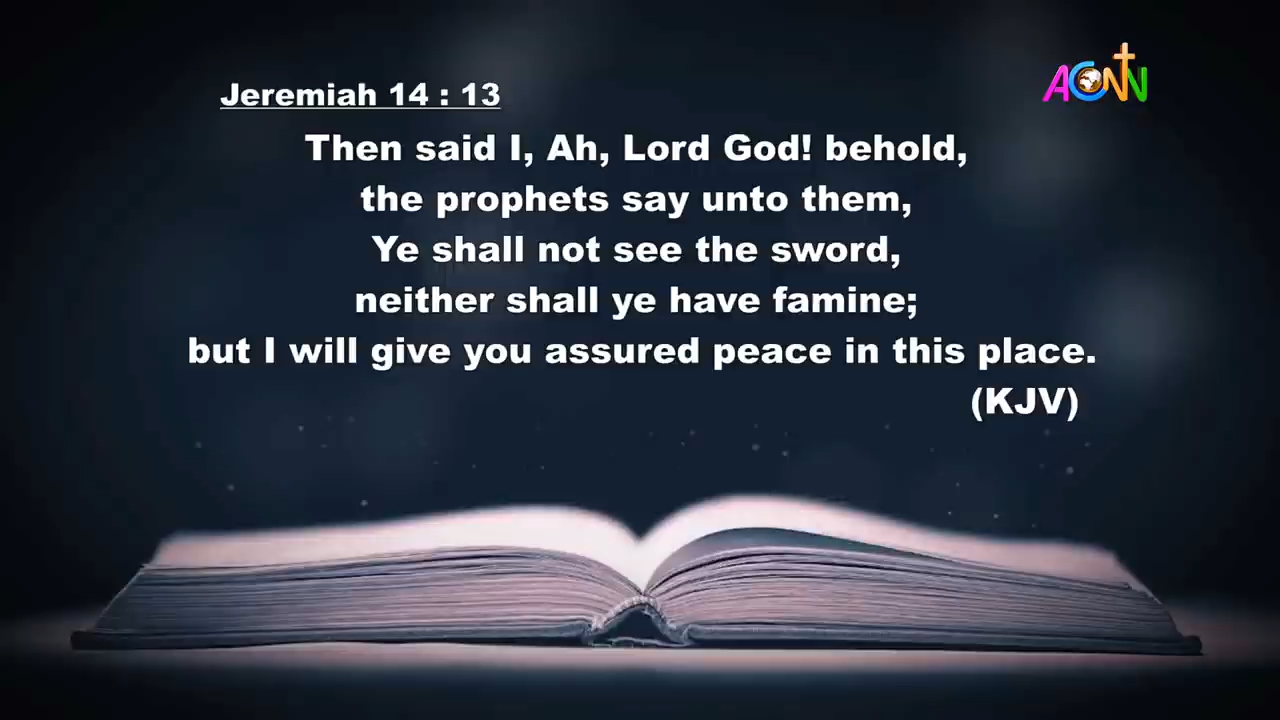 Jeremiah 14 : 13
ACNN
Then said I, Ah, Lord God! behold,
the prophets say unto them,
Ye shall not see the sword,
neither shall ye have famine;
but I will give you assured peace in this place.
(KJV)